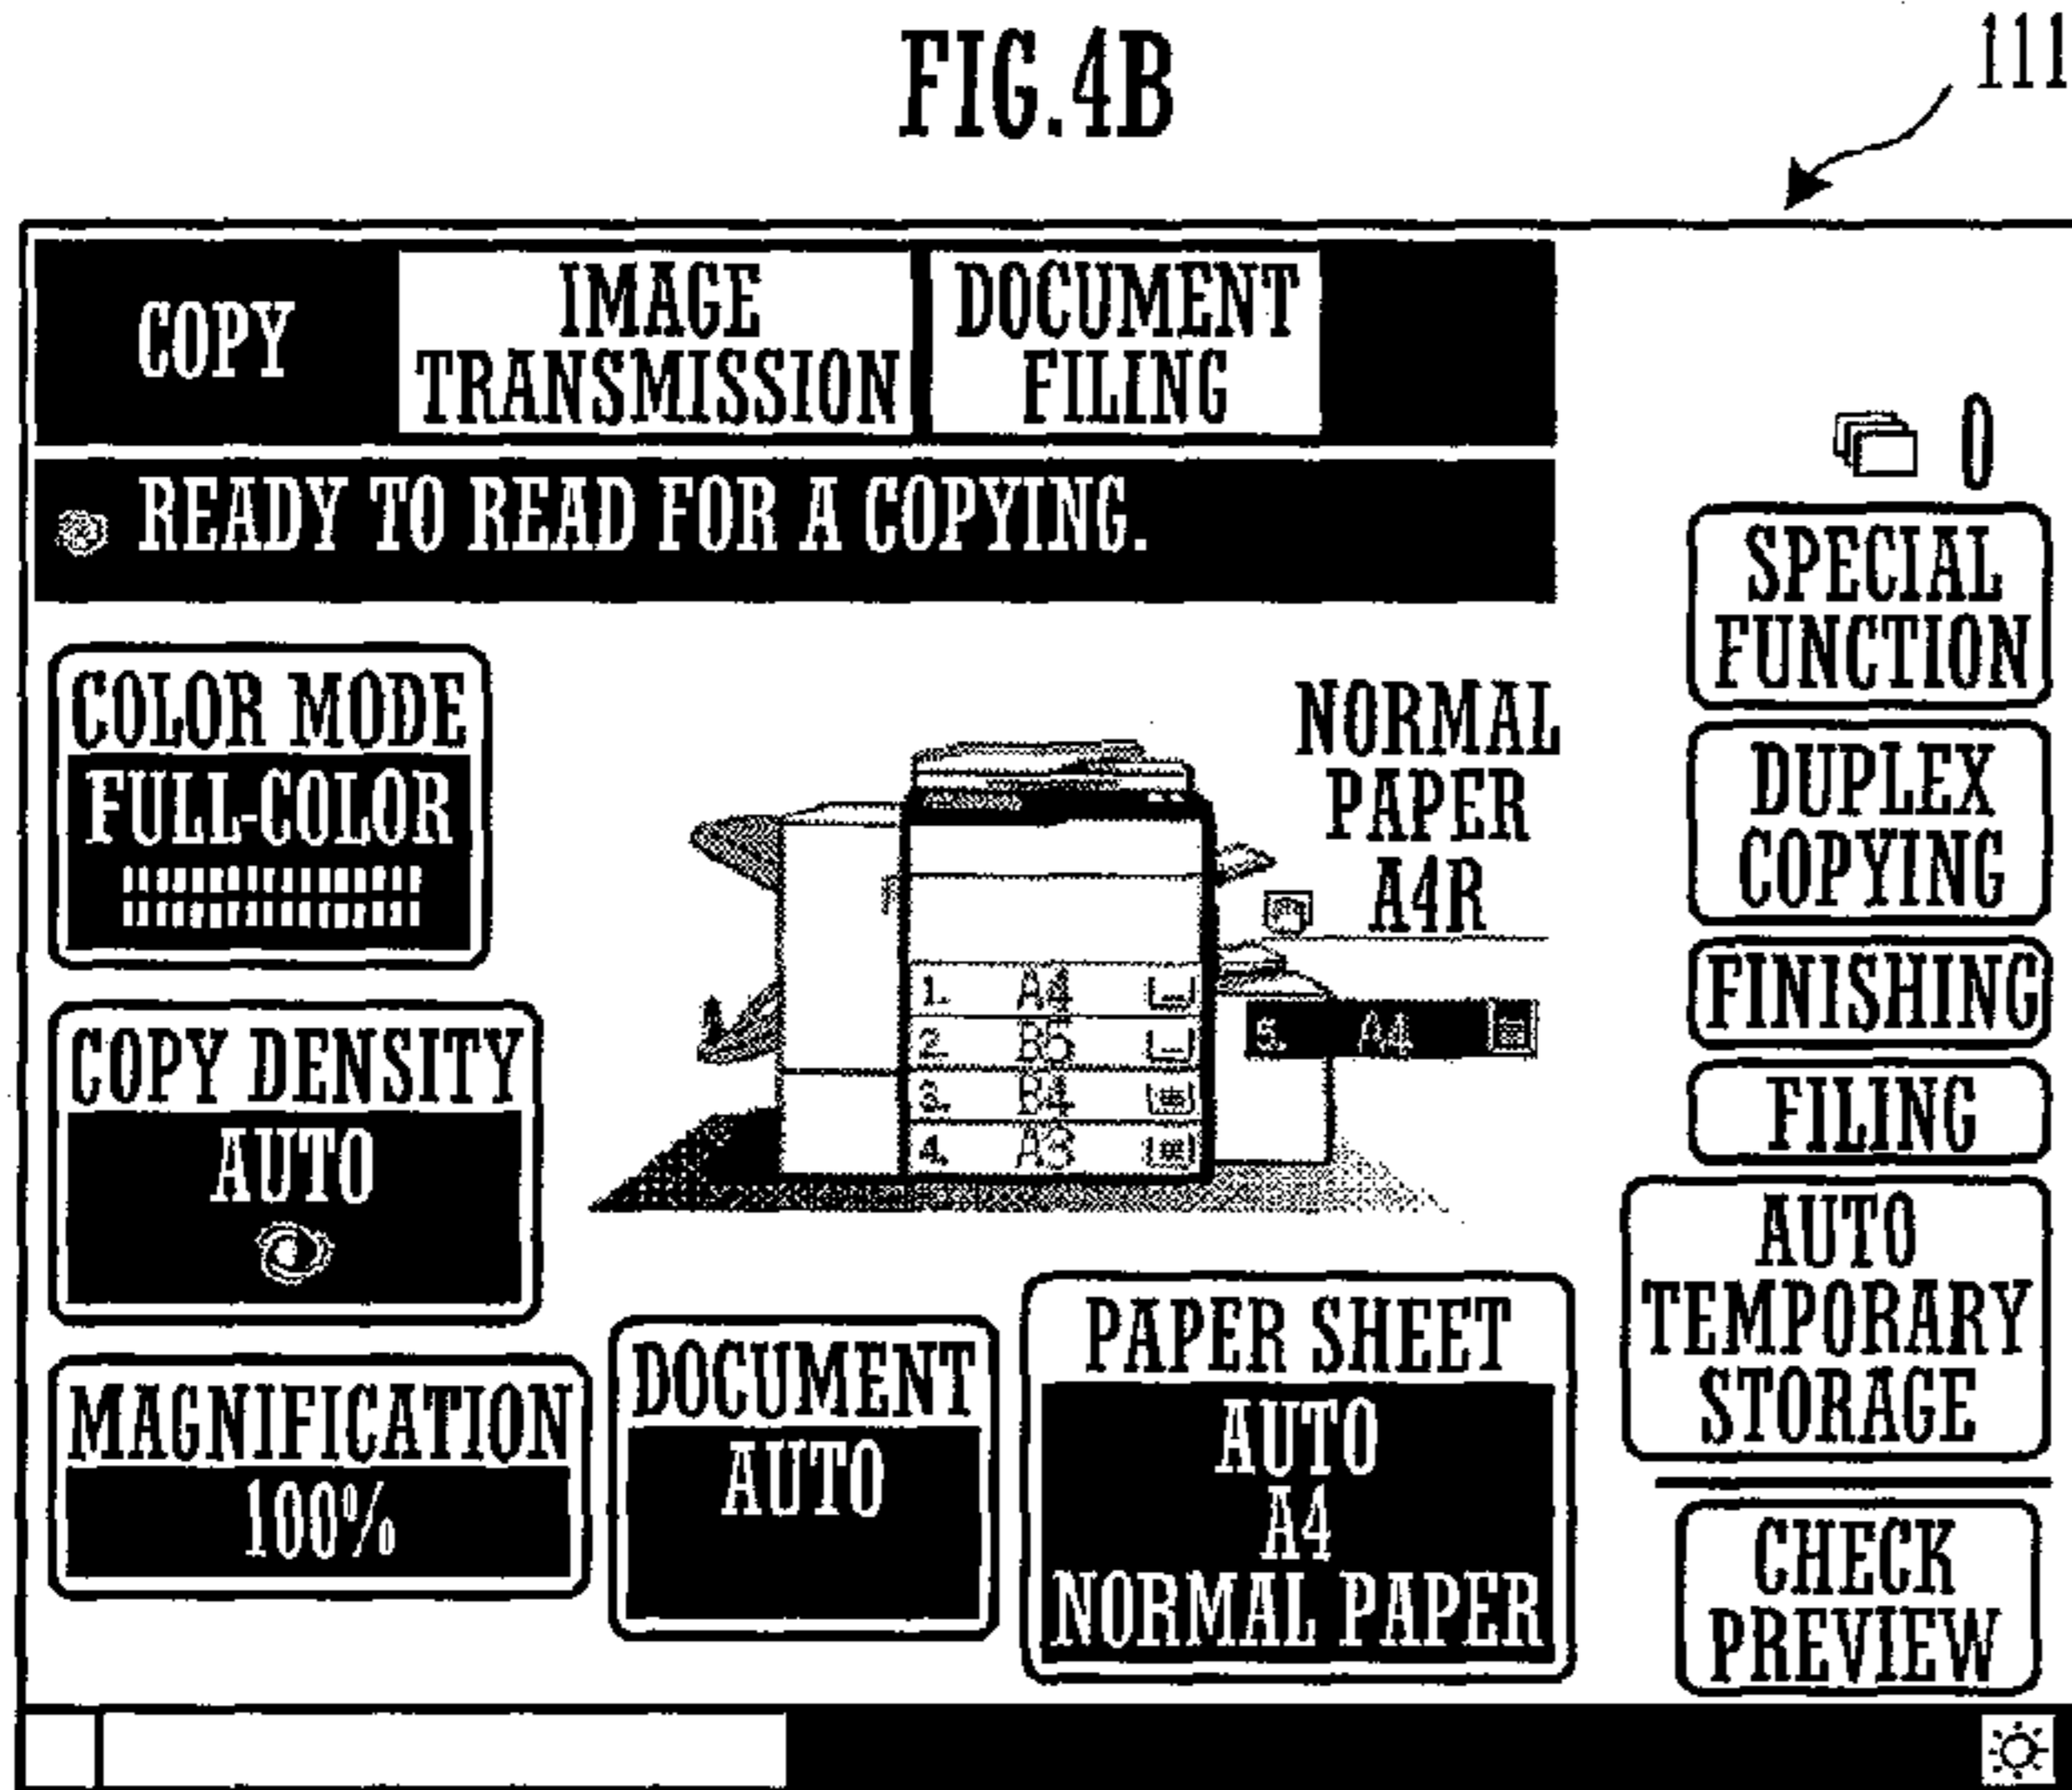 FIG.4B
111
COPY
IMAGE
TRANSMISSION
DOCUMENT
FILING
READY TO READ FOR A COPYING.
0
SPECIAL
FUNCTION
DUPLEX
COPYING
FINISHING
FILING
AUTO
TEMPORARY
STORAGE
CHECK
PREVIEW
COLOR MODE
FULL-COLOR
COPY DENSITY
AUTO
MAGNIFICATION
100%
NORMAL
PAPER
A4R
1. A4
2. B5
3. B4
4. A3
5. A4
DOCUMENT
AUTO
PAPER SHEET
AUTO
A4
NORMAL PAPER